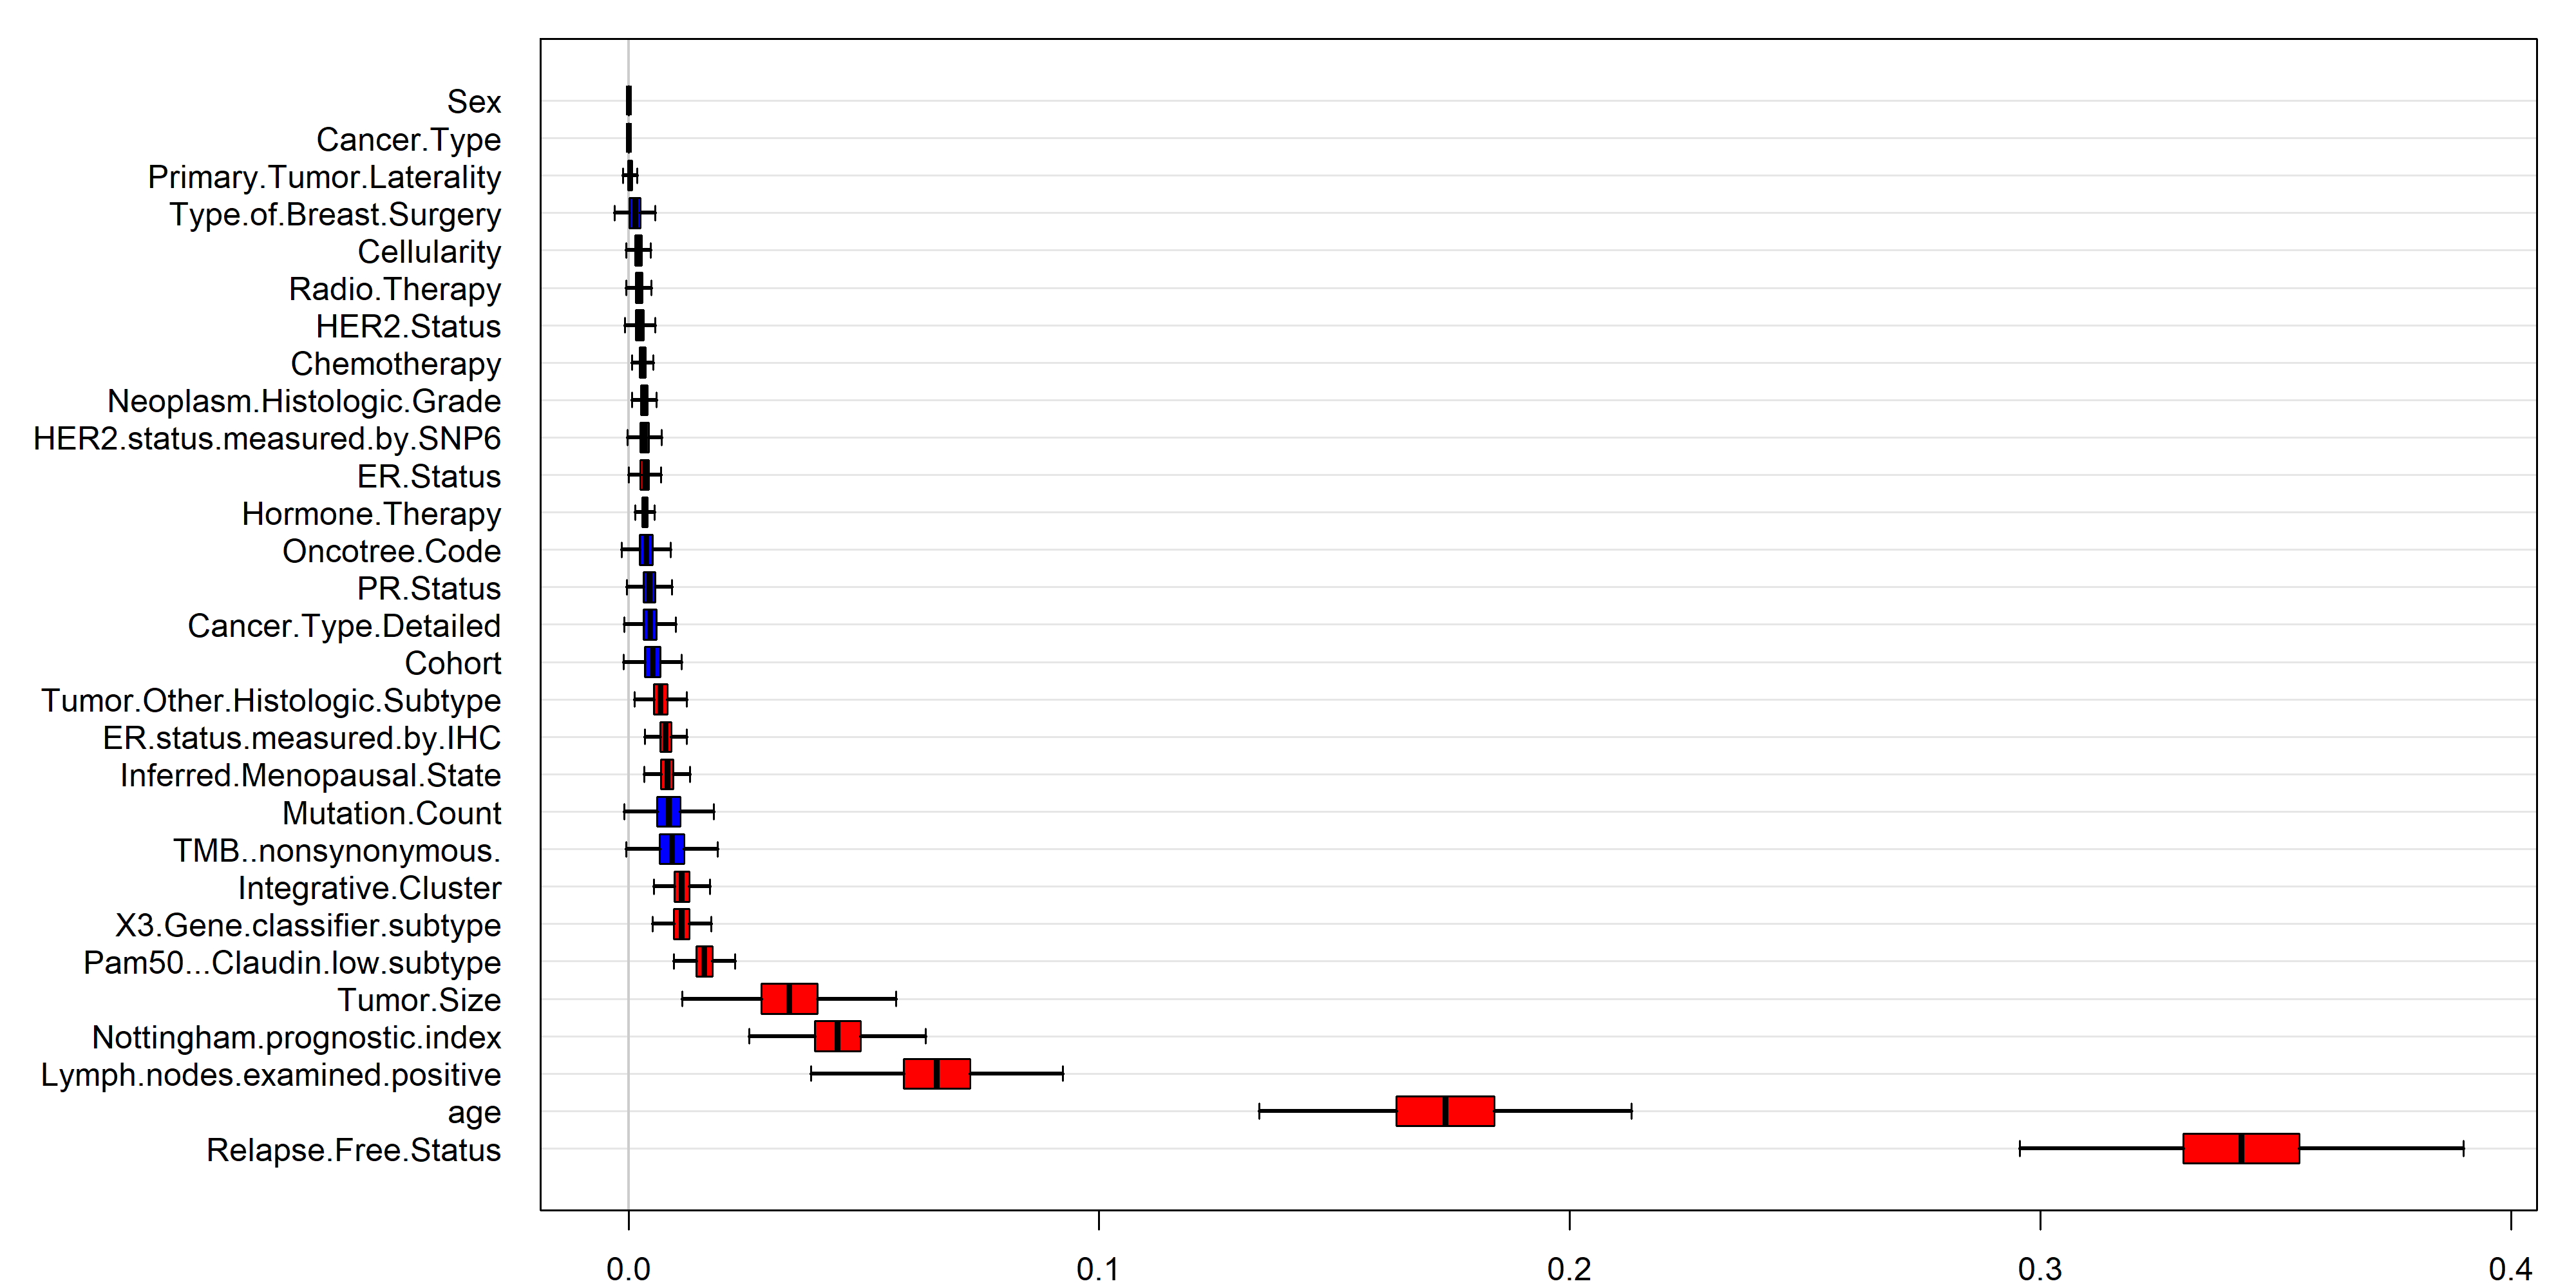 Sex
Cancer.Type
Primary.Tumor.Laterality
Type.of.Breast.Surgery
Cellularity
Radio.Therapy
HER2.Status
Chemotherapy
Neoplasm.Histologic.Grade
HER2.status.measured.by.SNP6
ER.Status
Hormone.Therapy
Oncotree.Code
PR.Status
Cancer.Type.Detailed
Cohort
Tumor.Other.Histologic.Subtype
ER.status.measured.by.IHC
Inferred.Menopausal.State
Mutation.Count
TMB..nonsynonymous.
Integrative.Cluster
X3.Gene.classifier.subtype
Pam50...Claudin.low.subtype
Tumor.Size
Nottingham.prognostic.index
Lymph.nodes.examined.positive
age
Relapse.Free.Status
0.0 0.1 0.2 0.3 0.4